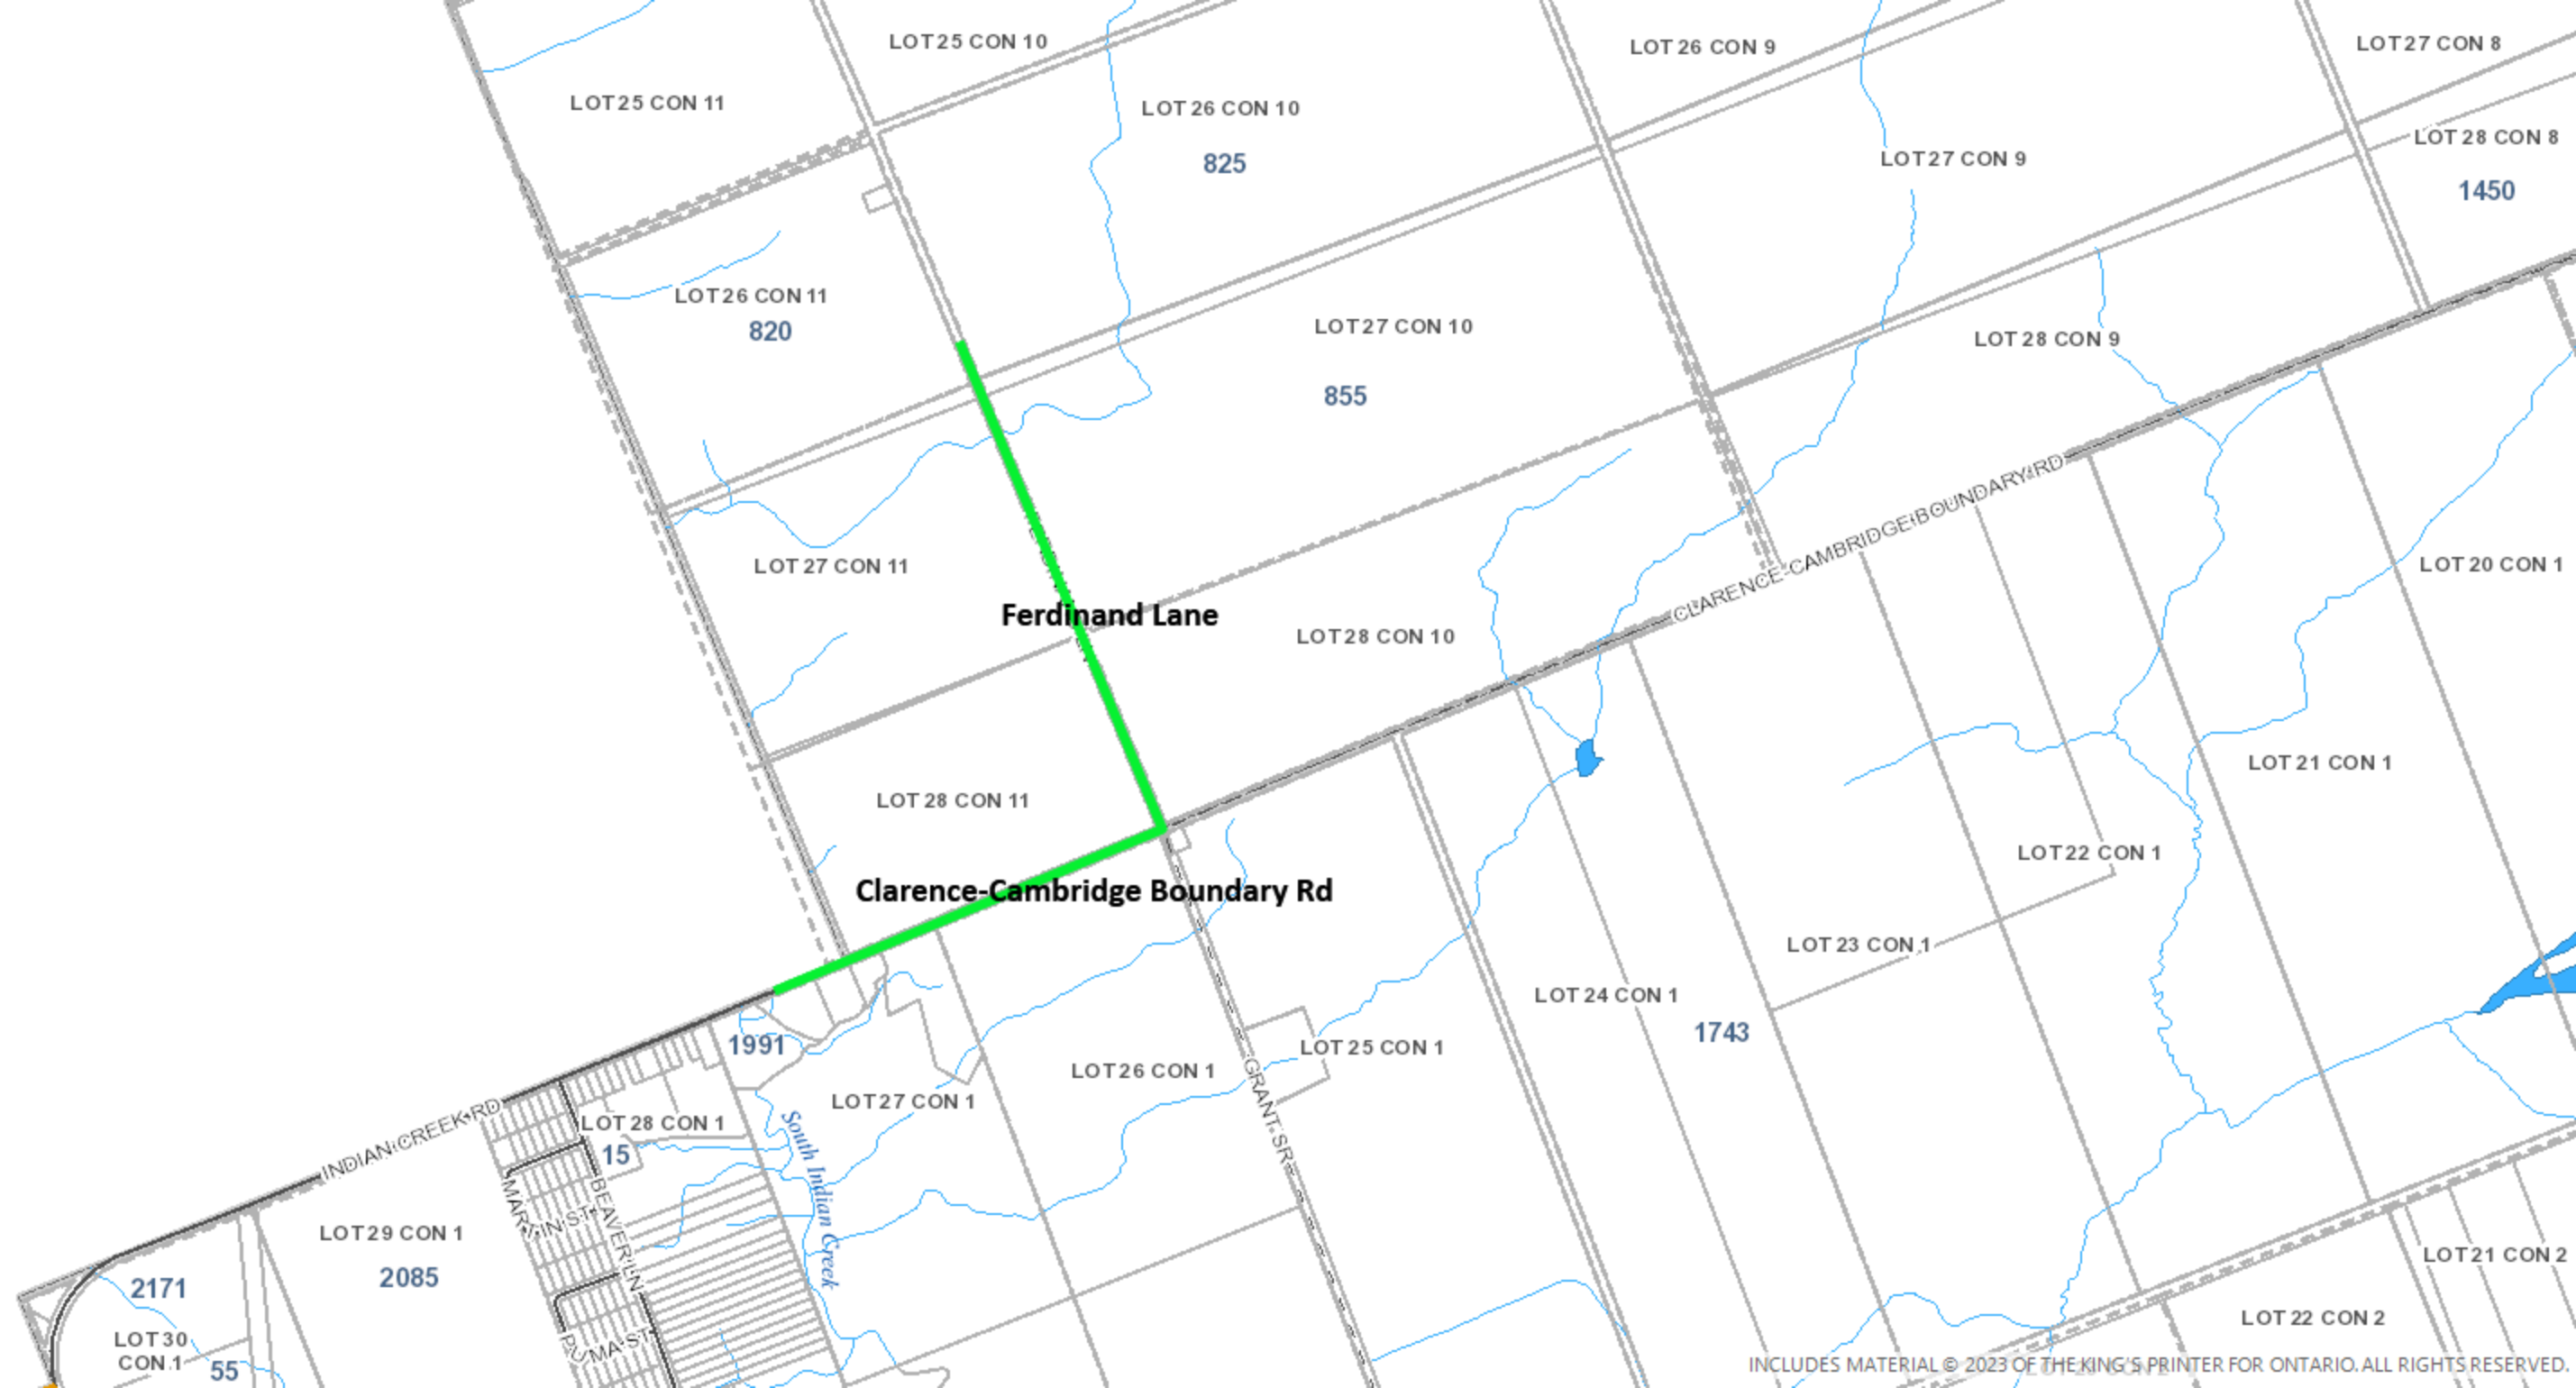 LOT 25 CON 10
LOT 26 CON 9
LOT 27 CON 8
LOT 25 CON 11
LOT 26 CON 10
825
LOT 28 CON 8
LOT 27 CON 9
1450
LOT 26 CON 11
820
LOT 27 CON 10
LOT 28 CON 9
855
LOT 27 CON 11
CLARENCE-CAMBRIDGE BOUNDARY RD
LOT 20 CON 1
Ferdinand Lane
LOT 28 CON 10
LOT 21 CON 1
LOT 28 CON 11
LOT 22 CON 1
Clarence-Cambridge Boundary Rd
LOT 23 CON 1
LOT 24 CON 1
1743
1991
LOT 25 CON 1
LOT 26 CON 1
LOT 27 CON 1
GRANT SR
INDIAN CREEK RD
LOT 28 CON 1
15
South Indian Creek
BEAVER LN
LOT 29 CON 1
2085
2171
LOT 21 CON 2
LOT 22 CON 2
LOT 30
CON 1
55
PUMA ST
INCLUDES MATERIAL © 2023 OF THE KING'S PRINTER FOR ONTARIO. ALL RIGHTS RESERVED.